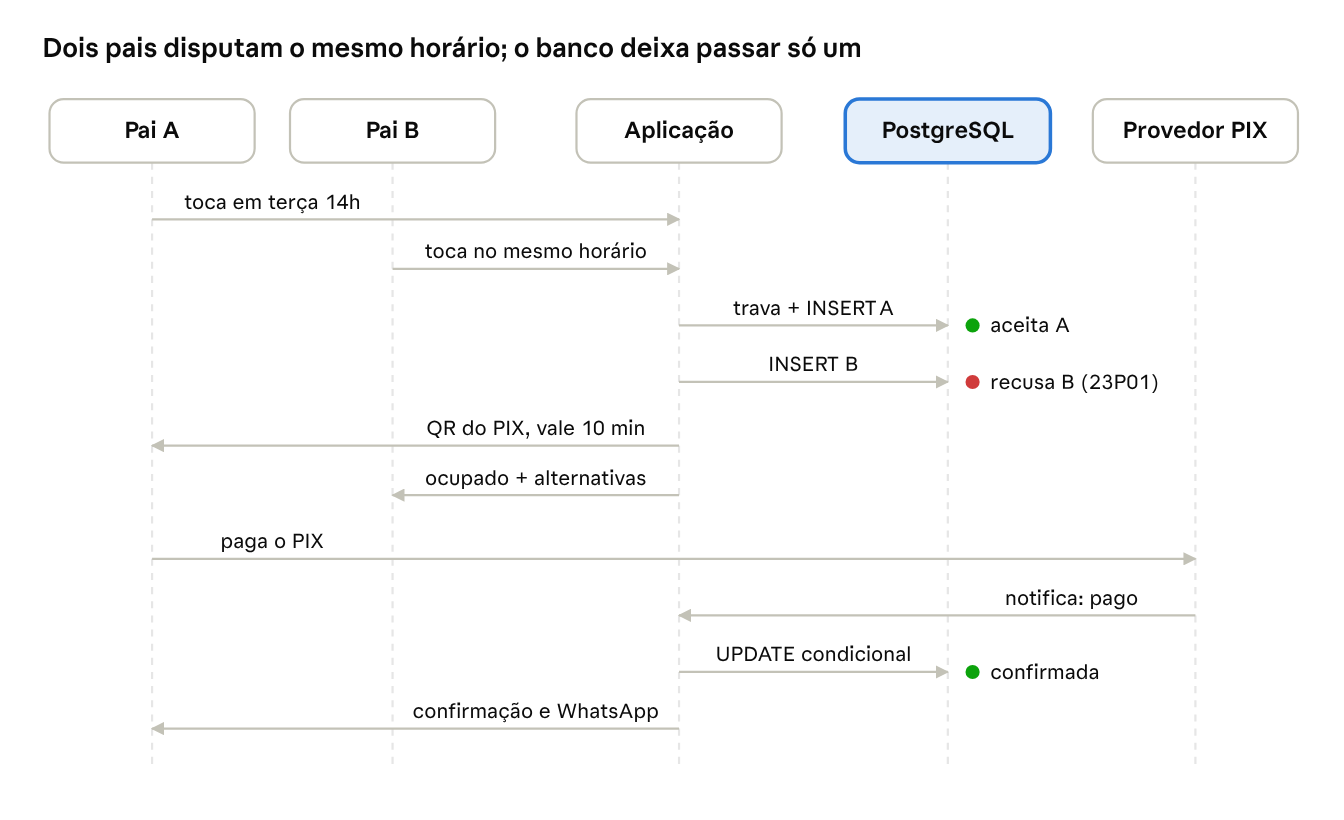 Dois pais disputam o mesmo horário; o banco deixa passar só um
Pai A
Pai B
Aplicação
PostgreSQL
Provedor PIX
toca em terça 14h
toca no mesmo horário
trava + INSERT A
aceita A
INSERT B
recusa B (23P01)
QR do PIX, vale 10 min
ocupado + alternativas
paga o PIX
notifica: pago
UPDATE condicional
confirmada
confirmação e WhatsApp